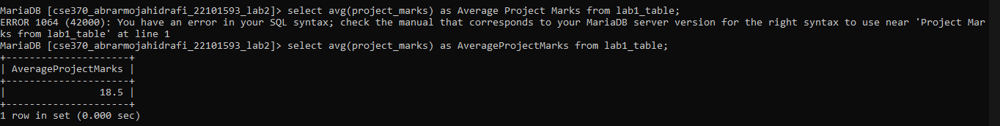 MariaDB [cse370_abrarmojahidrafi_22101593_lab2]> select avg(project_marks) as Average Project Marks from lab1_table;
ERROR 1064 (42000): You have an error in your SQL syntax; check the manual that corresponds to your MariaDB server version for the right syntax to use near 'Project Mar
ks from lab1_table' at line 1
MariaDB [cse370_abrarmojahidrafi_22101593_lab2]> select avg(project_marks) as AverageProjectMarks from lab1_table;
+---------------------+
| AverageProjectMarks |
+---------------------+
|                18.5 |
+---------------------+
1 row in set (0.000 sec)